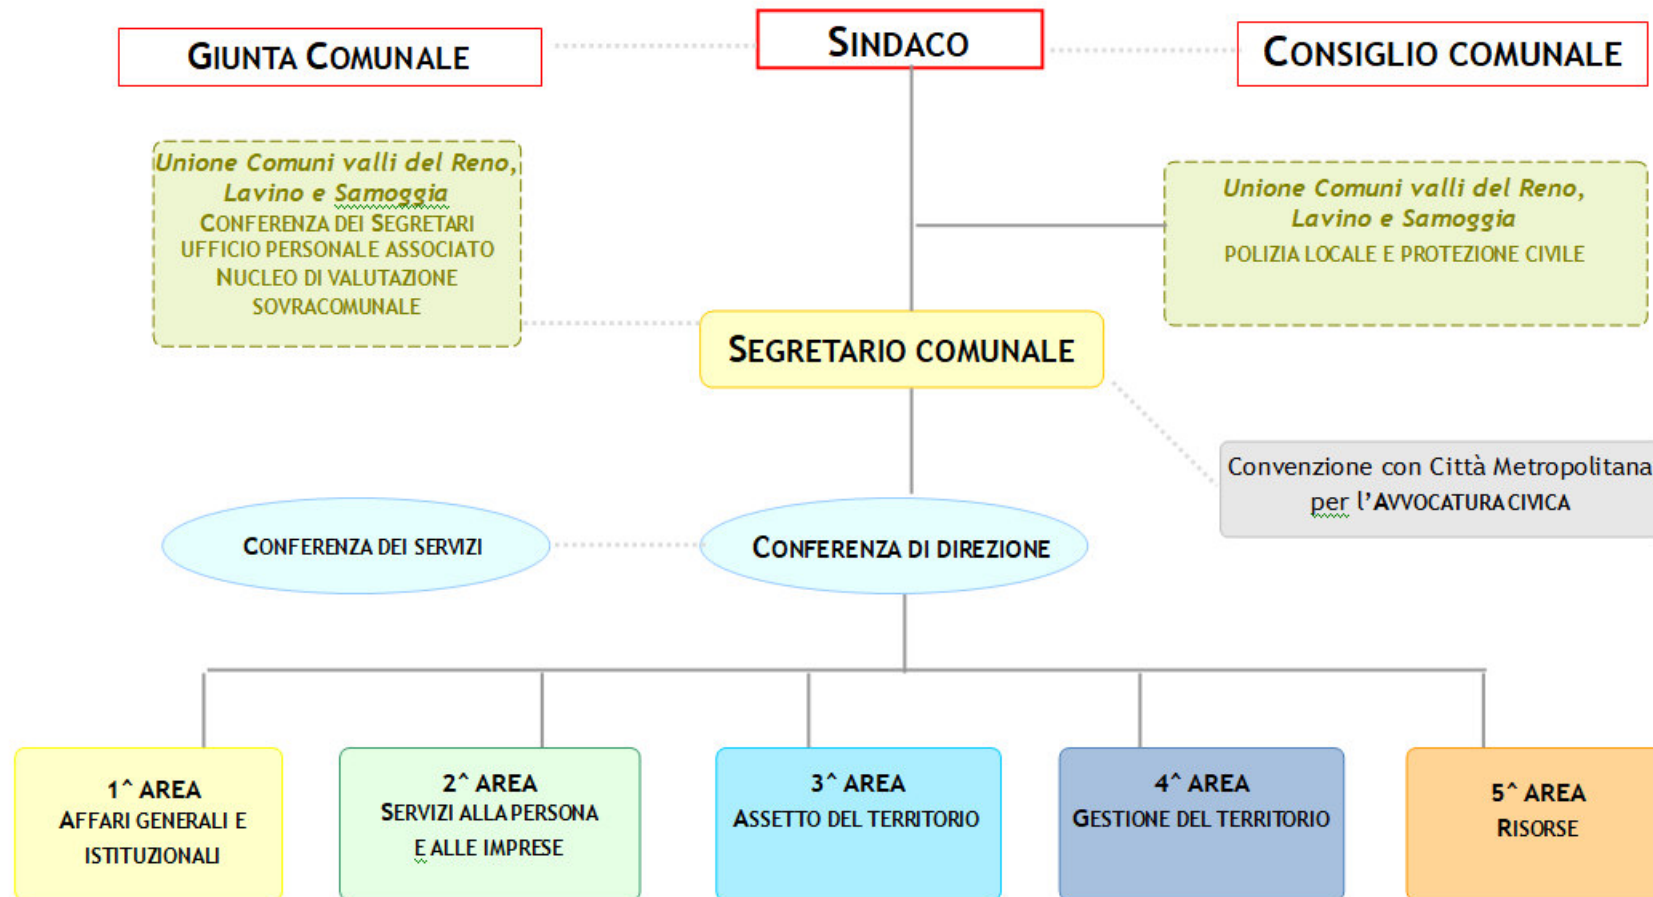 GIUNTA COMUNALE
SINDACO
CONSIGLIO COMUNALE
Unione Comuni valli del Reno,
Lavino e Samoggia
CONFERENZA DEI SEGRETARI
UFFICIO PERSONALE ASSOCIATO
NUCLEO DI VALUTAZIONE
SOVRACOMUNALE
Unione Comuni valli del Reno,
Lavino e Samoggia
POLIZIA LOCALE E PROTEZIONE CIVILE
SEGRETARIO COMUNALE
Convenzione con Città Metropolitana
per l'AVVOCATURA CIVICA
CONFERENZA DEI SERVIZI
CONFERENZA DI DIREZIONE
1^ AREA
AFFARI GENERALI E
ISTITUZIONALI
2^ AREA
SERVIZI ALLA PERSONA
E ALLE IMPRESE
3^ AREA
ASSETTO DEL TERRITORIO
4^ AREA
GESTIONE DEL TERRITORIO
5^ AREA
RISORSE